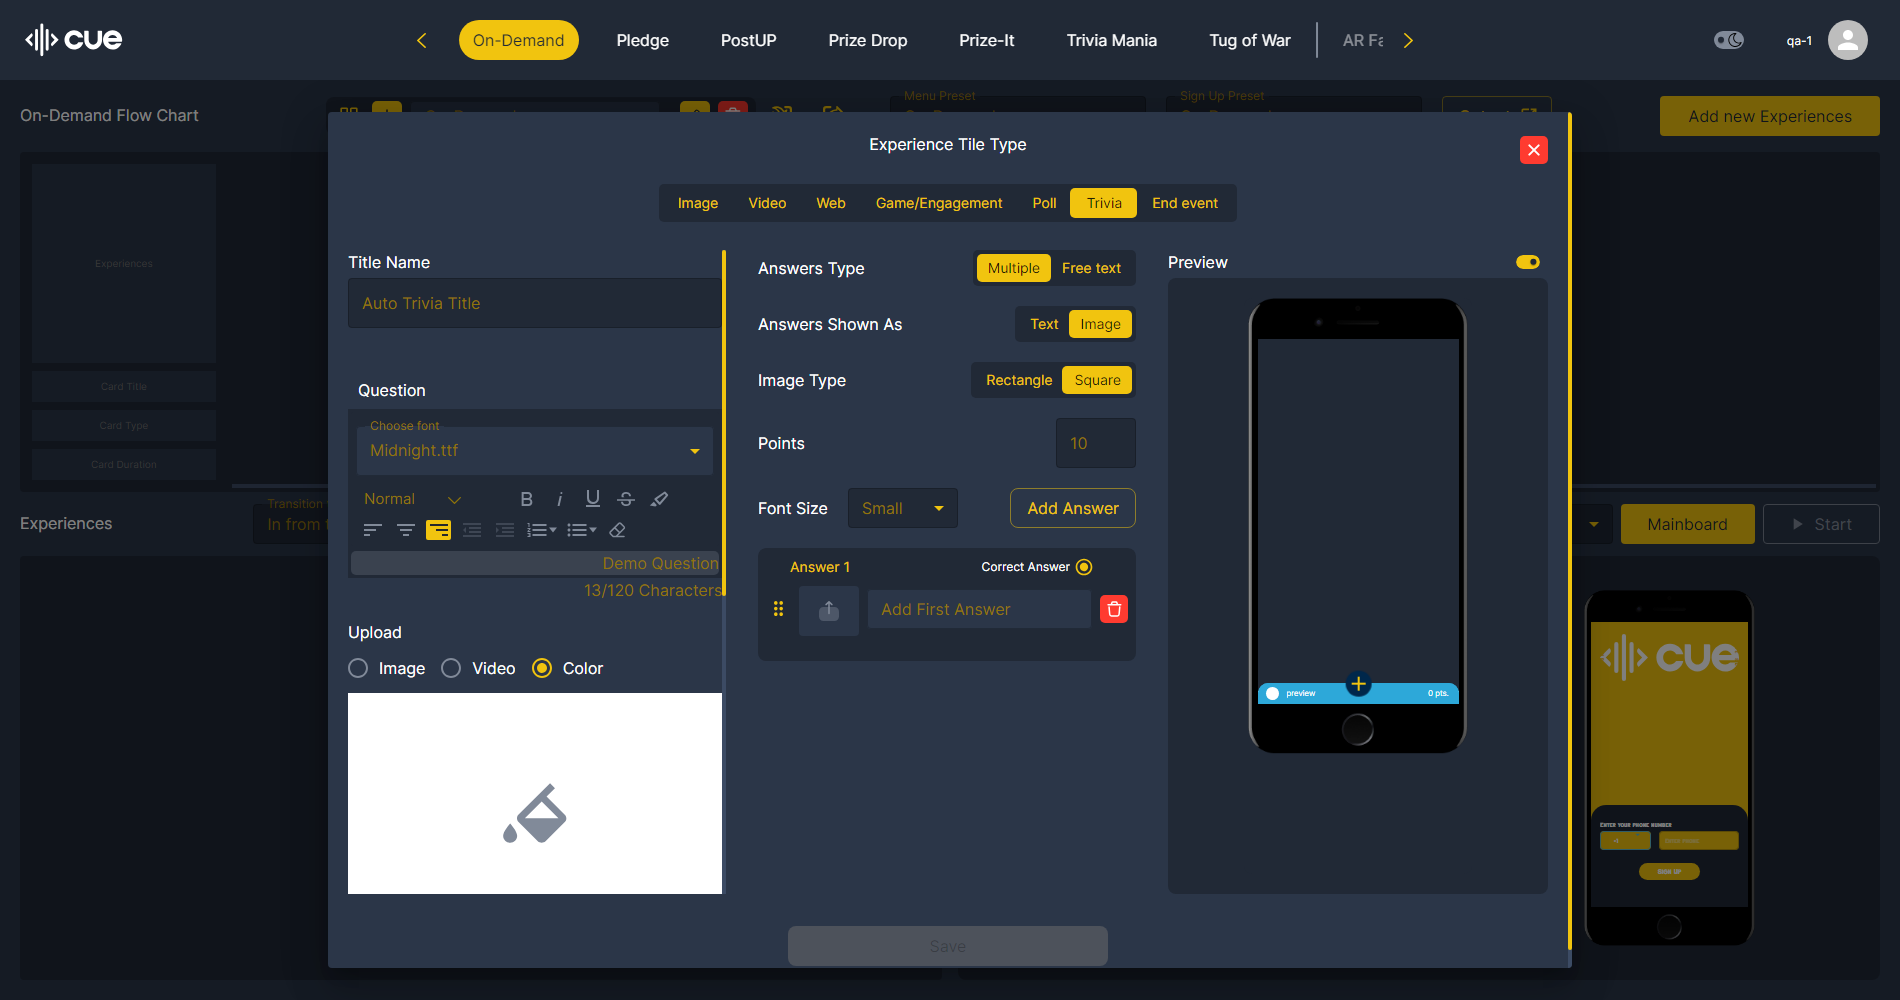 cue
On-Demand
Pledge
PostUP
Prize Drop
Prize-It
Trivia Mania
Tug of War
AR Fa
qa-1
On-Demand Flow Chart
Menu Preset
Sign Up Preset
Add new Experiences
Experience Tile Type
Image
Video
Web
Game/Engagement
Poll
Trivia
End event
Experiences
Card Title
Card Type
Card Duration
Title Name
Auto Trivia Title
Question
Choose font
Midnight.ttf
Normal
Demo Question
13/120 Characters
Upload
Image
Video
Color
Answers Type
Multiple
Free text
Answers Shown As
Text
Image
Image Type
Rectangle
Square
Points
10
Font Size
Small
Add Answer
Answer 1
Correct Answer
Add First Answer
Preview
preview
0 pts.
Transition
Experiences
In from
Mainboard
Start
cue
ENTER YOUR PHONE NUMBER
SIGN UP
Save